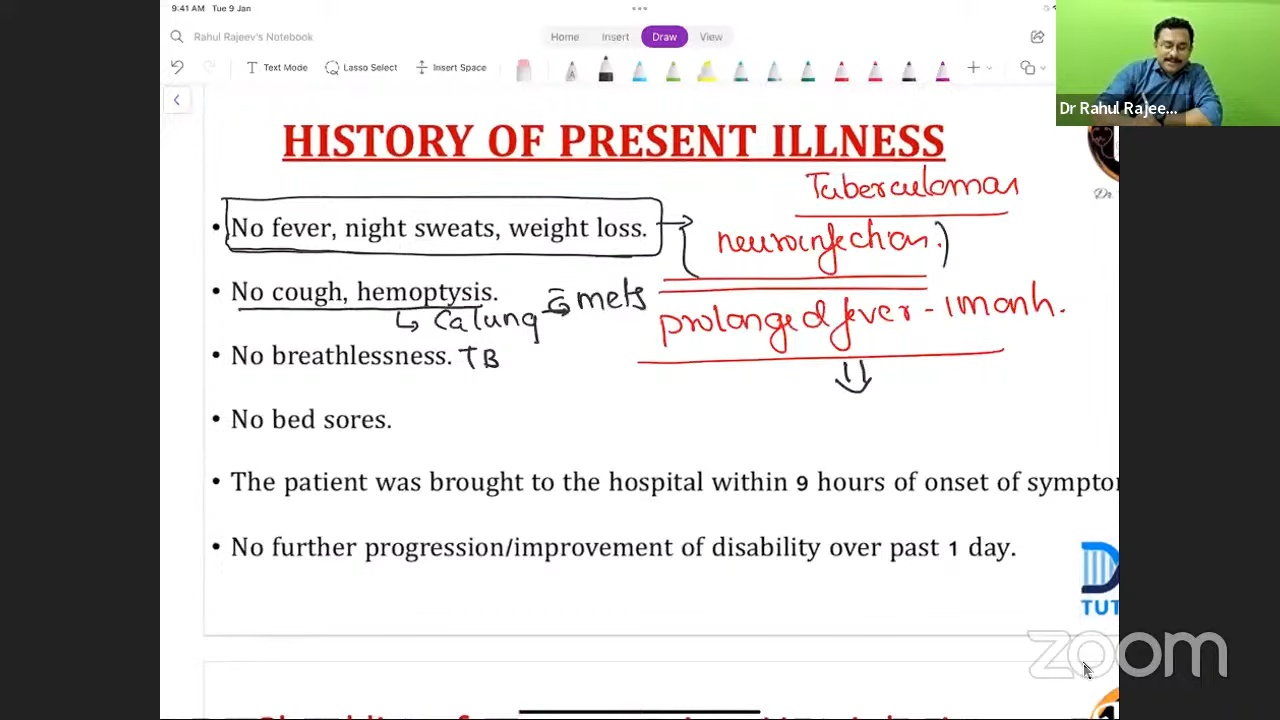 9:41 AM Tue 9 Jan
Rahul Rajeev's Notebook
Home Insert Draw View
Text Mode Lasso Select Insert Space
Dr Rahul Rajee...
HISTORY OF PRESENT ILLNESS
Dr.
Tuberculomas
• No fever, night sweats, weight loss.
neuroinfection.)
• No cough, hemoptysis.
mets
Ca lung
prolonged fever - 1 month.
• No breathlessness. TB
• No bed sores.
• The patient was brought to the hospital within 9 hours of onset of sympto
• No further progression/improvement of disability over past 1 day.
D
TUT
zoom